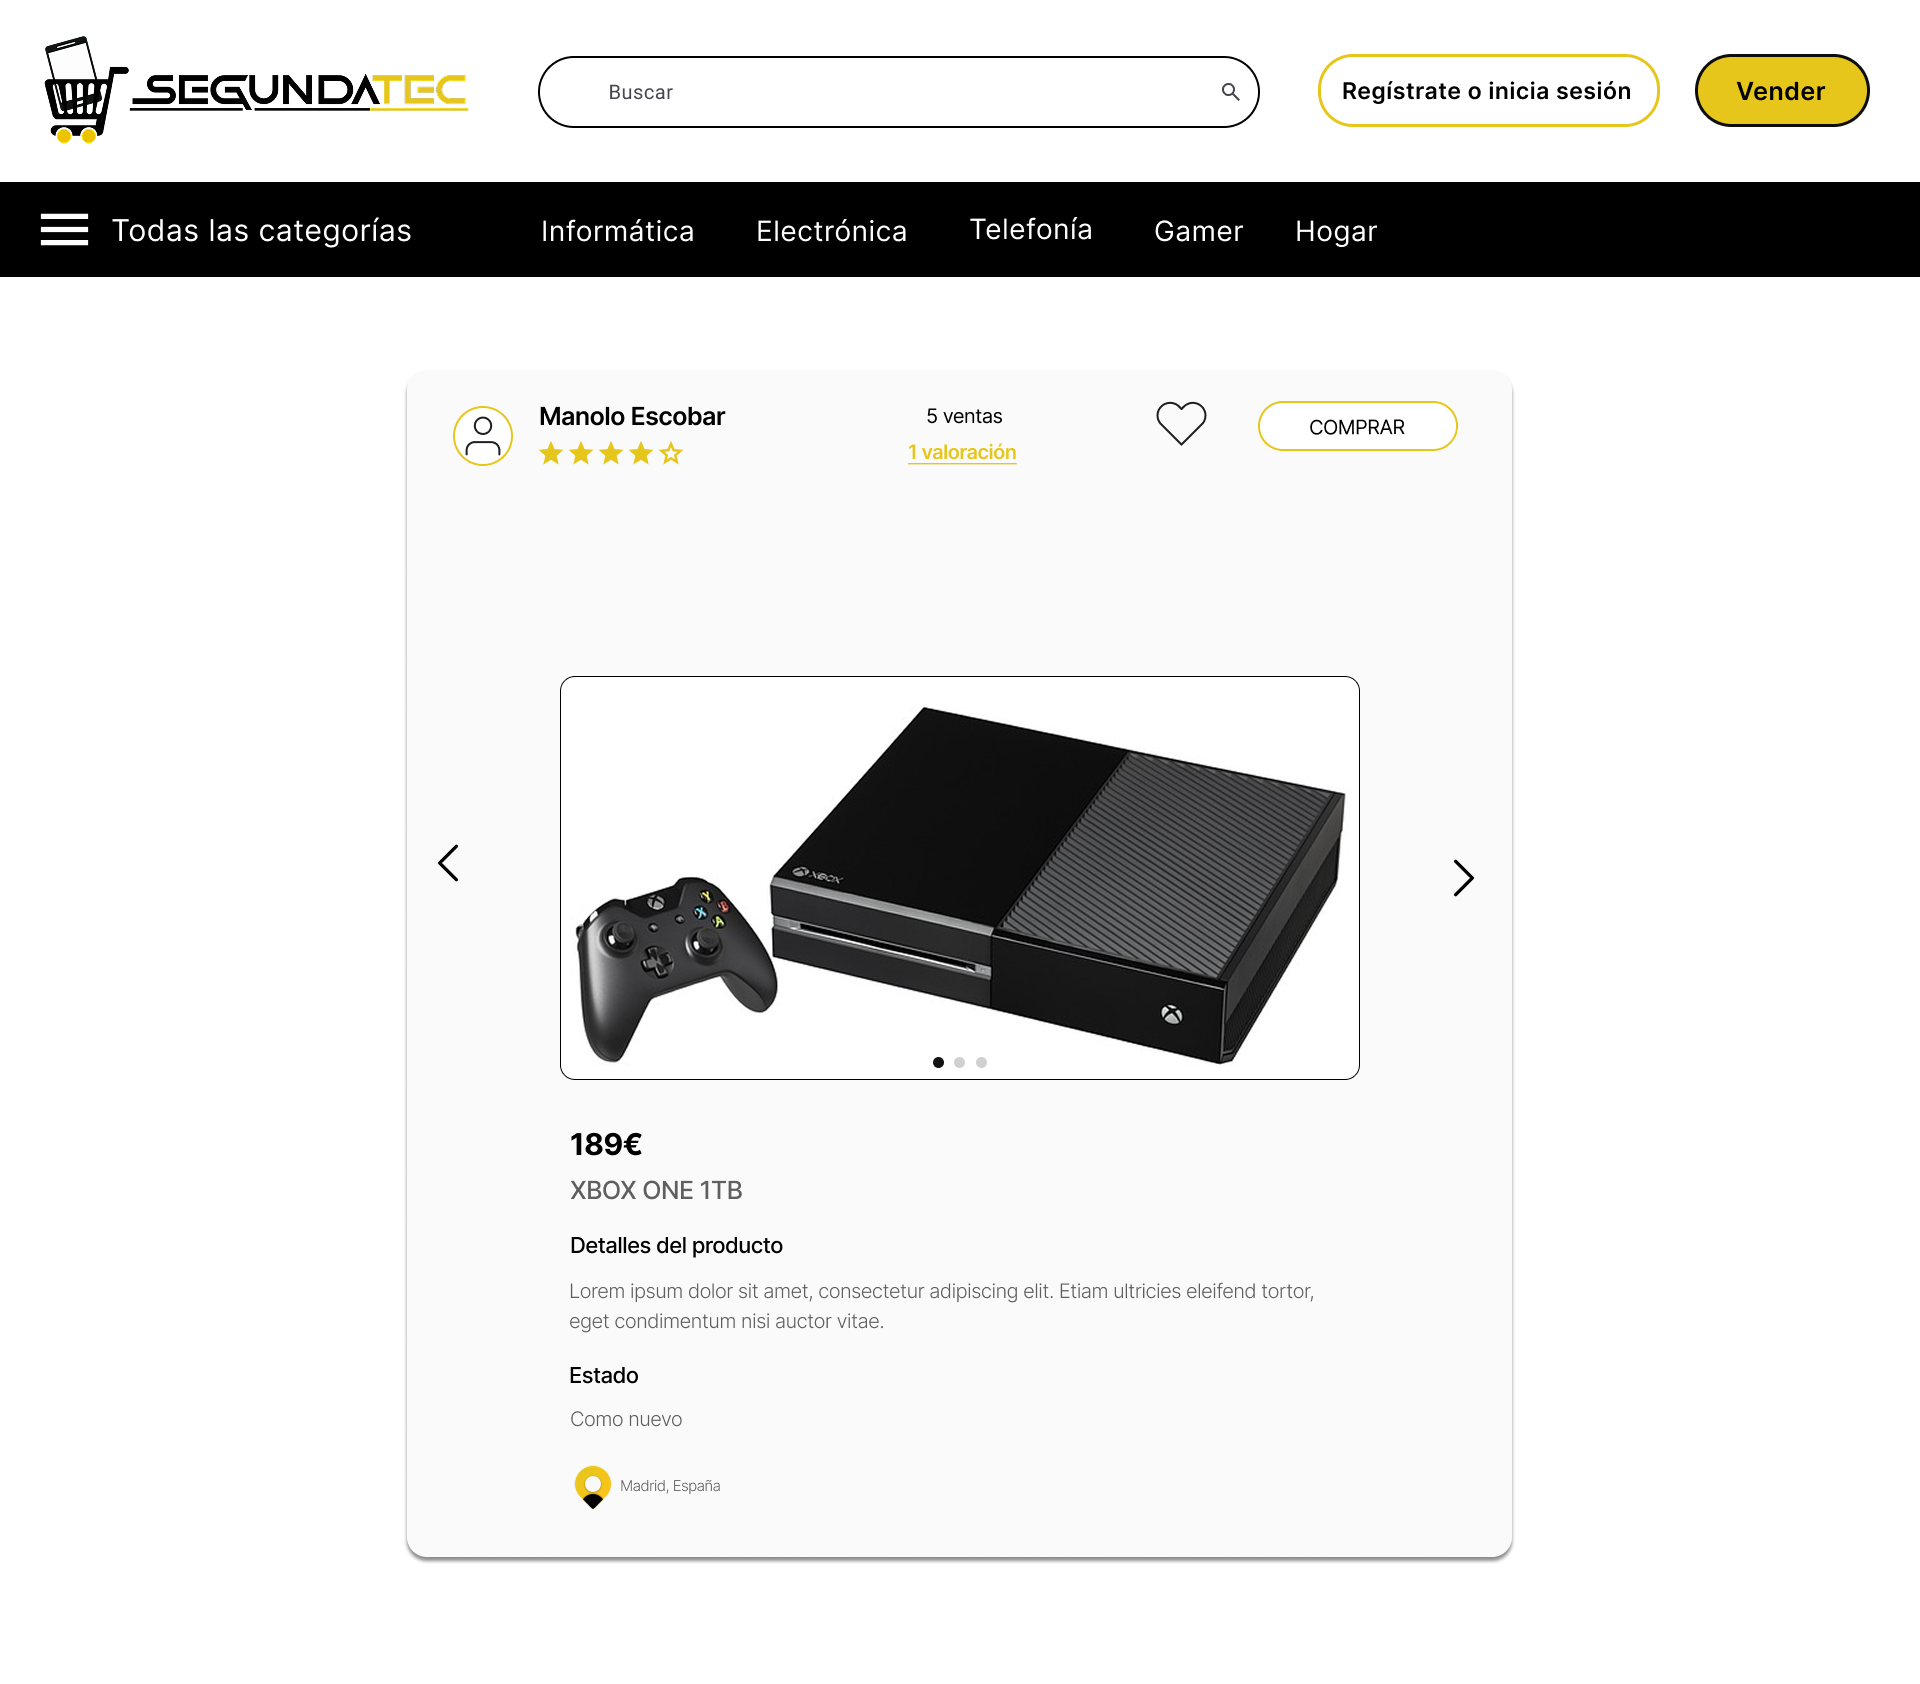 SEGUNDATEC
Buscar
Regístrate o inicia sesión
Vender
Todas las categorías
Informática
Electrónica
Telefonía
Gamer
Hogar
Manolo Escobar
5 ventas
1 valoración
COMPRAR
XBOX
Y
X
B
A
189€
XBOX ONE 1TB
Detalles del producto
Lorem ipsum dolor sit amet, consectetur adipiscing elit. Etiam ultricies eleifend tortor,
eget condimentum nisi auctor vitae.
Estado
Como nuevo
Madrid, España